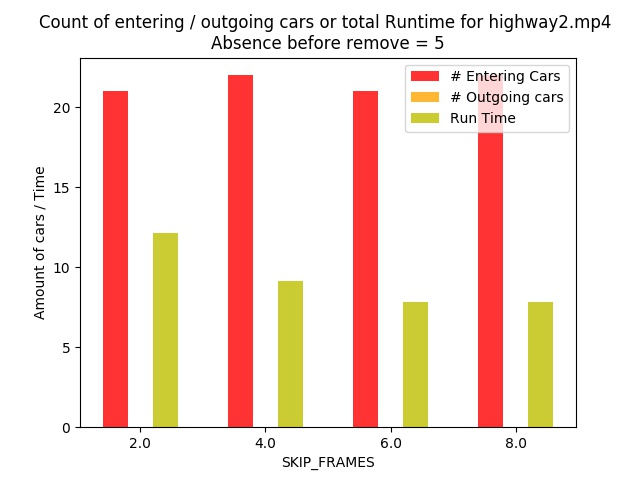 Count of entering / outgoing cars or total Runtime for highway2.mp4
Absence before remove = 5
# Entering Cars
# Outgoing cars
Run Time
20
15
10
5
0
Amount of cars / Time
2.0 4.0 6.0 8.0
SKIP_FRAMES